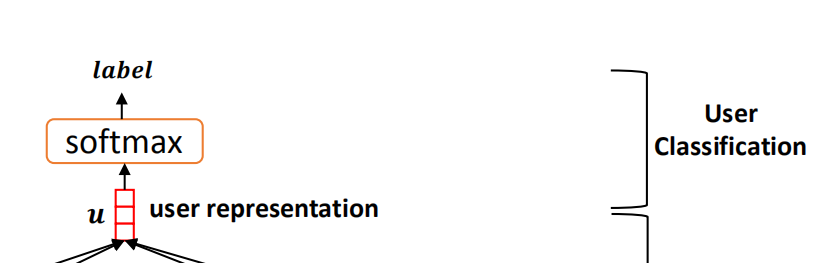 label
User
softmax
Classification
u user representation